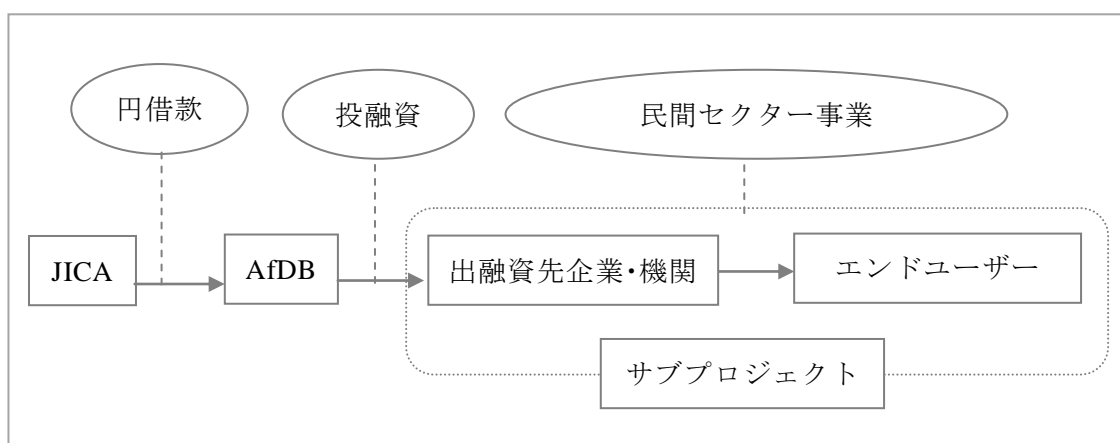 円借款
投融資
民間セクター事業
JICA
AfDB
出融資先企業・機関
エンドユーザー
サブプロジェクト